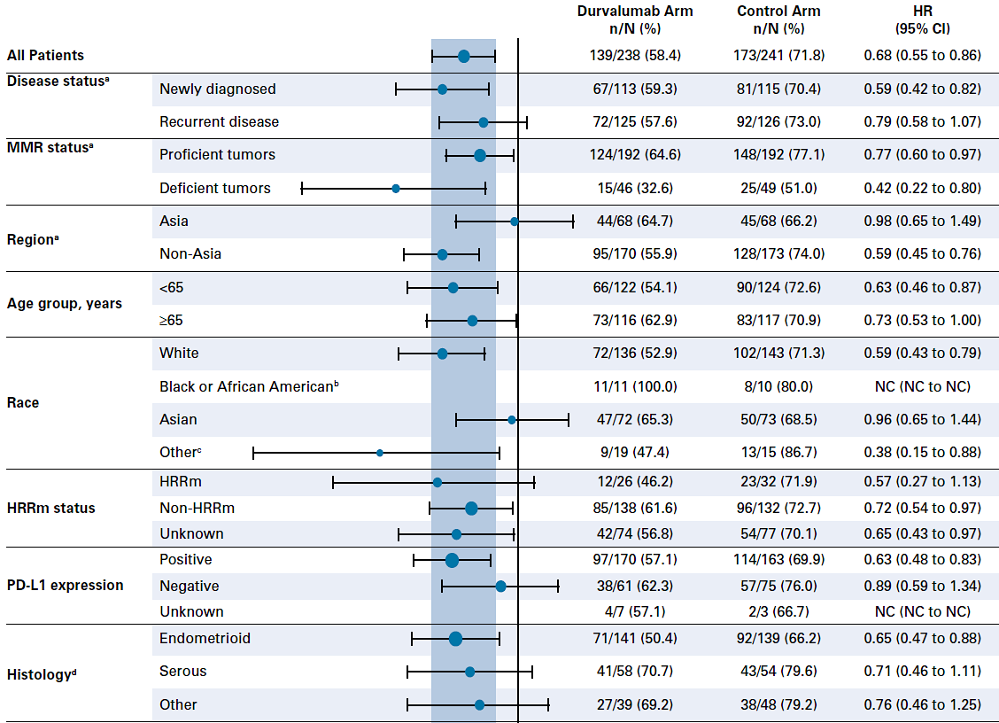 Durvalumab Arm Control Arm HR
n/N (%) n/N (%) (95% CI)
All Patients 139/238 (58.4) 173/241 (71.8) 0.68 (0.55 to 0.86)
Disease statusᵃ
Newly diagnosed 67/113 (59.3) 81/115 (70.4) 0.59 (0.42 to 0.82)
Recurrent disease 72/125 (57.6) 92/126 (73.0) 0.79 (0.58 to 1.07)
MMR statusᵃ
Proficient tumors 124/192 (64.6) 148/192 (77.1) 0.77 (0.60 to 0.97)
Deficient tumors 15/46 (32.6) 25/49 (51.0) 0.42 (0.22 to 0.80)
Regionᵃ
Asia 44/68 (64.7) 45/68 (66.2) 0.98 (0.65 to 1.49)
Non-Asia 95/170 (55.9) 128/173 (74.0) 0.59 (0.45 to 0.76)
Age group, years
<65 66/122 (54.1) 90/124 (72.6) 0.63 (0.46 to 0.87)
≥65 73/116 (62.9) 83/117 (70.9) 0.73 (0.53 to 1.00)
Race
White 72/136 (52.9) 102/143 (71.3) 0.59 (0.43 to 0.79)
Black or African Americanᵇ 11/11 (100.0) 8/10 (80.0) NC (NC to NC)
Asian 47/72 (65.3) 50/73 (68.5) 0.96 (0.65 to 1.44)
Otherᶜ 9/19 (47.4) 13/15 (86.7) 0.38 (0.15 to 0.88)
HRRm status
HRRm 12/26 (46.2) 23/32 (71.9) 0.57 (0.27 to 1.13)
Non-HRRm 85/138 (61.6) 96/132 (72.7) 0.72 (0.54 to 0.97)
Unknown 42/74 (56.8) 54/77 (70.1) 0.65 (0.43 to 0.97)
PD-L1 expression
Positive 97/170 (57.1) 114/163 (69.9) 0.63 (0.48 to 0.83)
Negative 38/61 (62.3) 57/75 (76.0) 0.89 (0.59 to 1.34)
Unknown 4/7 (57.1) 2/3 (66.7) NC (NC to NC)
Histologyᵈ
Endometrioid 71/141 (50.4) 92/139 (66.2) 0.65 (0.47 to 0.88)
Serous 41/58 (70.7) 43/54 (79.6) 0.71 (0.46 to 1.11)
Other 27/39 (69.2) 38/48 (79.2) 0.76 (0.46 to 1.25)